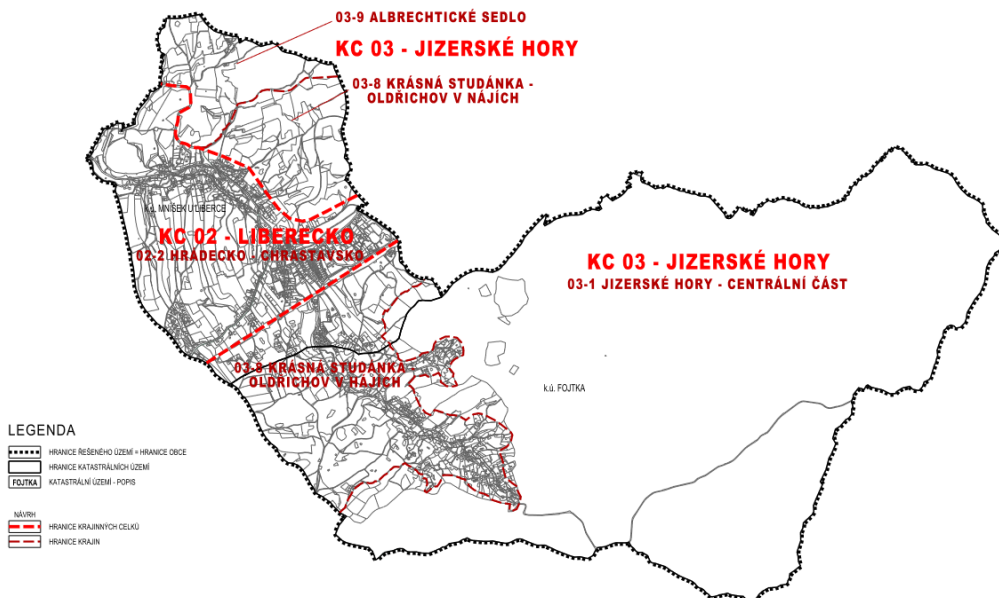 03-9 ALBRECHTICKÉ SEDLO
KC 03 - JIZERSKÉ HORY
03-8 KRÁSNÁ STUDÁNKA -
OLDŘICHOV V NÁJÍCH
k.ú. MNÍŠEK U LIBERCE
KC 02 - LIBERECKO
02-2 HRÁDECKO - CHRASTAVSKO
KC 03 - JIZERSKÉ HORY
03-1 JIZERSKÉ HORY - CENTRÁLNÍ ČÁST
03-8 KRÁSNÁ STUDÁNKA -
OLDŘICHOV V HÁJÍCH
k.ú. FOJTKA
LEGENDA
HRANICE ŘEŠENÉHO ÚZEMÍ = HRANICE OBCE
HRANICE KATASTRÁLNÍCH ÚZEMÍ
FOJTKA KATASTRÁLNÍ ÚZEMÍ - POPIS
NÁVRH
HRANICE KRAJINNÝCH CELKŮ
HRANICE KRAJIN